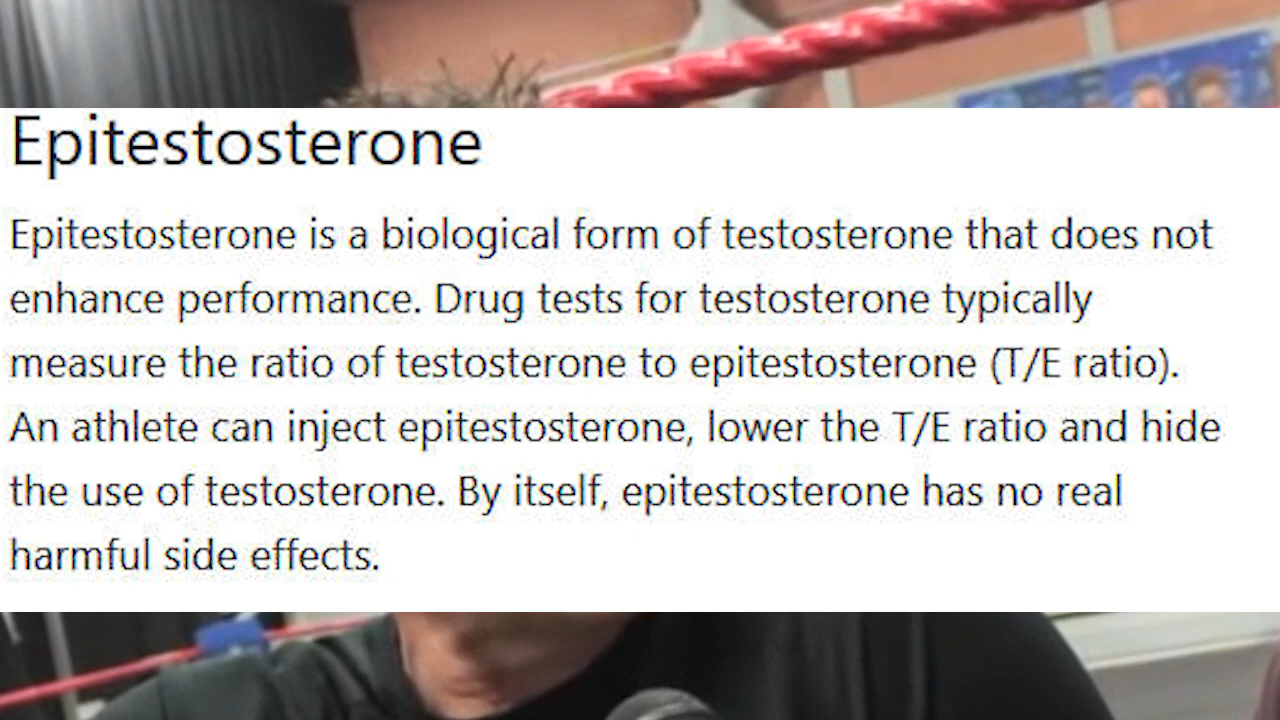 Epitestosterone
Epitestosterone is a biological form of testosterone that does not
enhance performance. Drug tests for testosterone typically
measure the ratio of testosterone to epitestosterone (T/E ratio).
An athlete can inject epitestosterone, lower the T/E ratio and hide
the use of testosterone. By itself, epitestosterone has no real
harmful side effects.